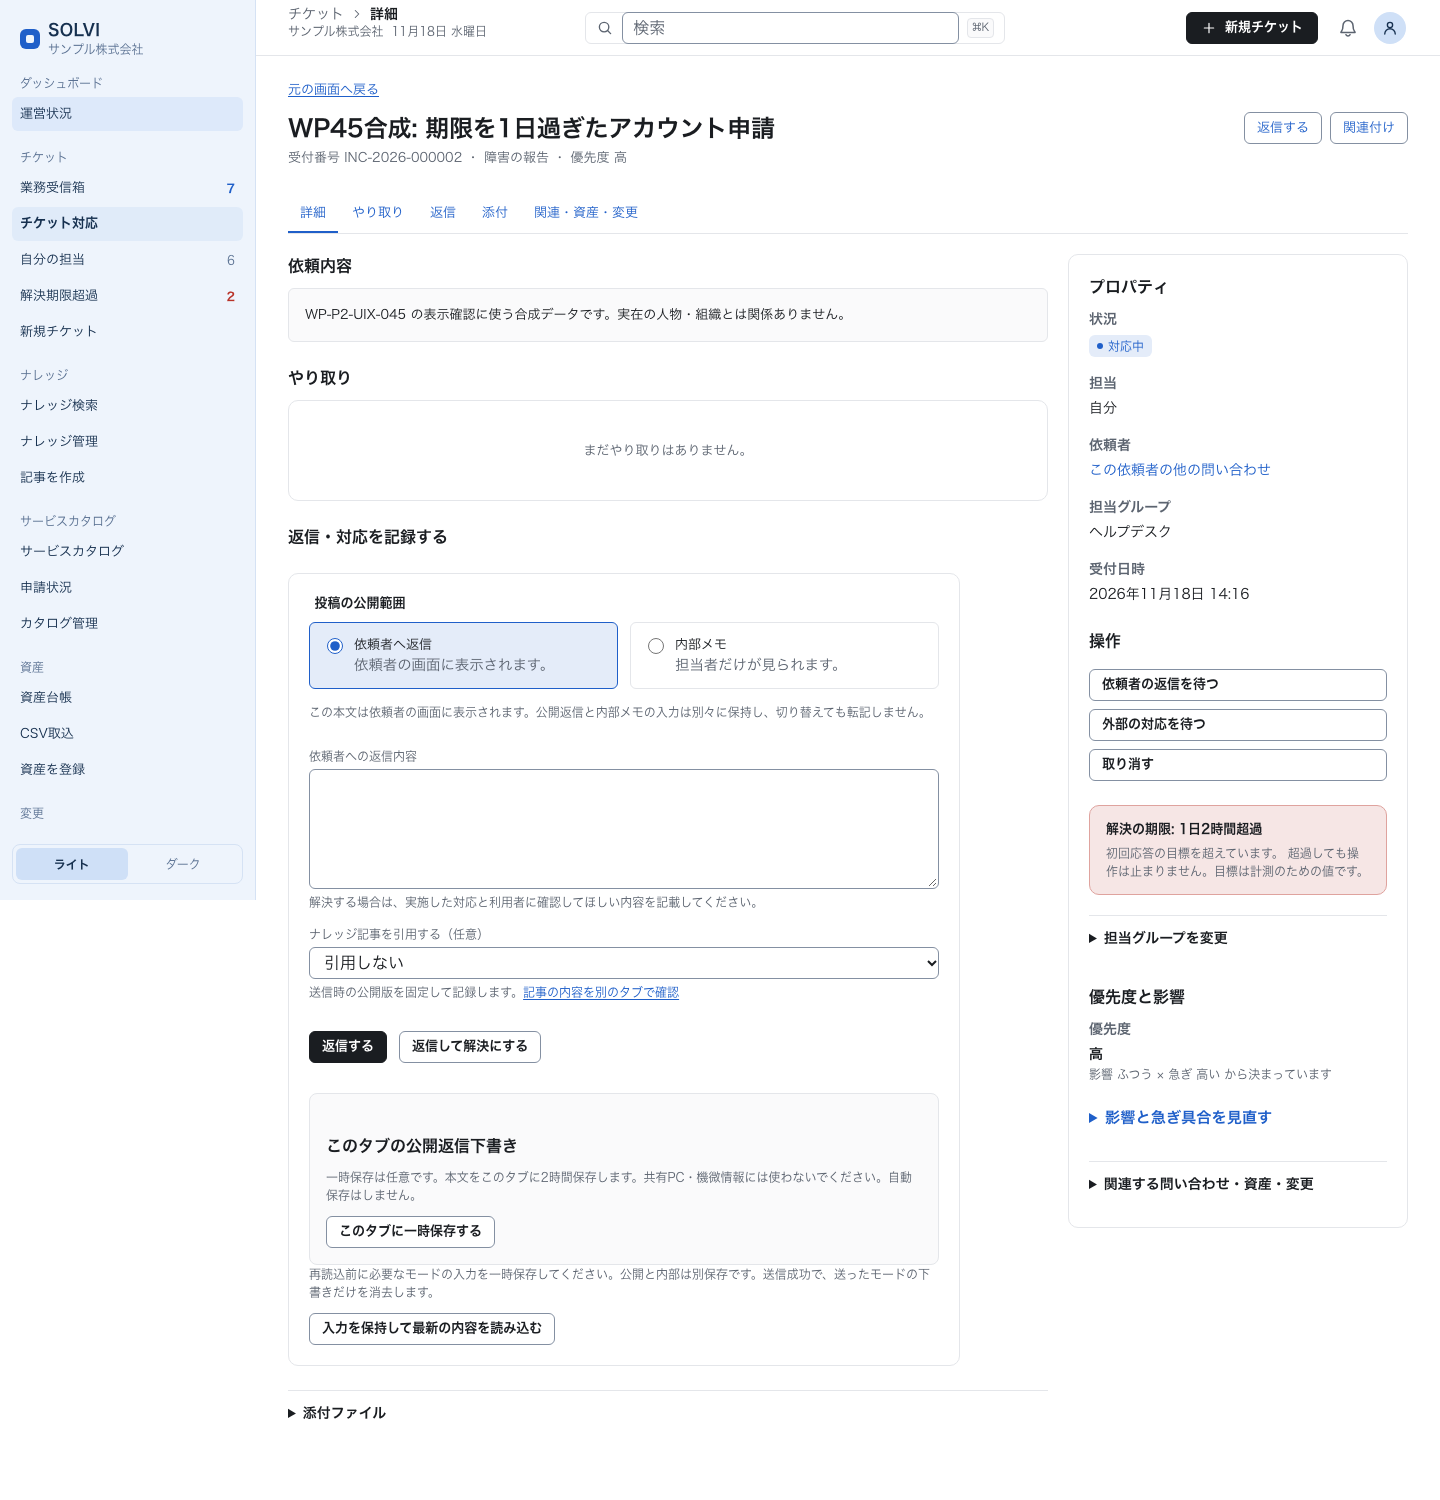 SOLVI
サンプル株式会社
ダッシュボード
運営状況
チケット
業務受信箱 7
チケット対応
自分の担当 6
解決期限超過 2
新規チケット
ナレッジ
ナレッジ検索
ナレッジ管理
記事を作成
サービスカタログ
サービスカタログ
申請状況
カタログ管理
資産
資産台帳
CSV取込
資産を登録
変更
ライト ダーク
チケット > 詳細
サンプル株式会社 11月18日 水曜日
検索 ⌘K
＋ 新規チケット
元の画面へ戻る
WP45合成: 期限を1日過ぎたアカウント申請
受付番号 INC-2026-000002 ・ 障害の報告 ・ 優先度 高
返信する 関連付け
詳細 やり取り 返信 添付 関連・資産・変更
依頼内容
WP-P2-UIX-045 の表示確認に使う合成データです。実在の人物・組織とは関係ありません。
やり取り
まだやり取りはありません。
返信・対応を記録する
投稿の公開範囲
依頼者へ返信
依頼者の画面に表示されます。
内部メモ
担当者だけが見られます。
この本文は依頼者の画面に表示されます。公開返信と内部メモの入力は別々に保持し、切り替えても転記しません。
依頼者への返信内容
解決する場合は、実施した対応と利用者に確認してほしい内容を記載してください。
ナレッジ記事を引用する（任意）
引用しない
送信時の公開版を固定して記録します。記事の内容を別のタブで確認
返信する 返信して解決にする
このタブの公開返信下書き
一時保存は任意です。本文をこのタブに2時間保存します。共有PC・機微情報には使わないでください。自動
保存はしません。
このタブに一時保存する
再読込前に必要なモードの入力を一時保存してください。公開と内部は別保存です。送信成功で、送ったモードの下
書きだけを消去します。
入力を保持して最新の内容を読み込む
▶ 添付ファイル
プロパティ
状況
対応中
担当
自分
依頼者
この依頼者の他の問い合わせ
担当グループ
ヘルプデスク
受付日時
2026年11月18日 14:16
操作
依頼者の返信を待つ
外部の対応を待つ
取り消す
解決の期限: 1日2時間超過
初回応答の目標を超えています。 超過しても操
作は止まりません。目標は計測のための値です。
▶ 担当グループを変更
優先度と影響
優先度
高
影響 ふつう × 急ぎ 高い から決まっています
▶ 影響と急ぎ具合を見直す
▶ 関連する問い合わせ・資産・変更